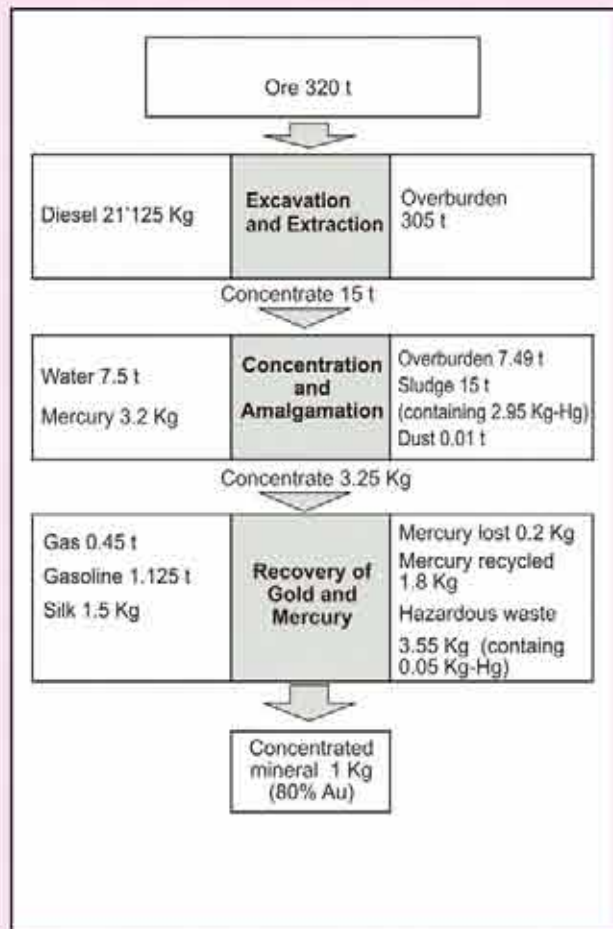 Ore 320 t
Diesel 21'125 Kg
Excavation
and Extraction
Overburden
305 t
Concentrate 15 t
Water 7.5 t
Mercury 3.2 Kg
Concentration
and
Amalgamation
Overburden 7.49 t
Sludge 15 t
(containing 2.95 Kg-Hg)
Dust 0.01 t
Concentrate 3.25 Kg
Gas 0.45 t
Gasoline 1.125 t
Silk 1.5 Kg
Recovery of
Gold and
Mercury
Mercury lost 0.2 Kg
Mercury recycled
1.8 Kg
Hazardous waste
3.55 Kg (containg
0.05 Kg-Hg)
Concentrated
mineral 1 Kg
(80% Au)